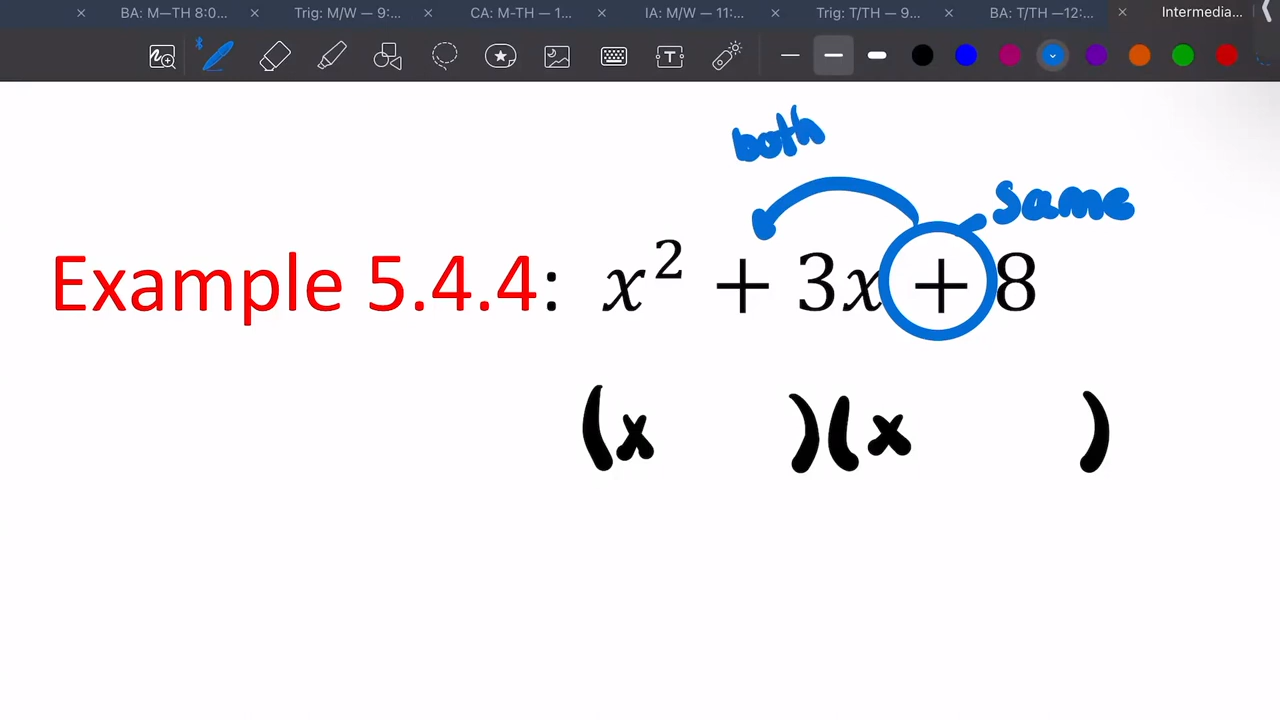 BA: M—TH 8:0... Trig: M/W — 9:... CA: M-TH — 1... IA: M/W — 11:... Trig: T/TH — 9... BA: T/TH —12:... Intermedia...
both
same
Example 5.4.4: x² + 3x + 8
(x )(x )